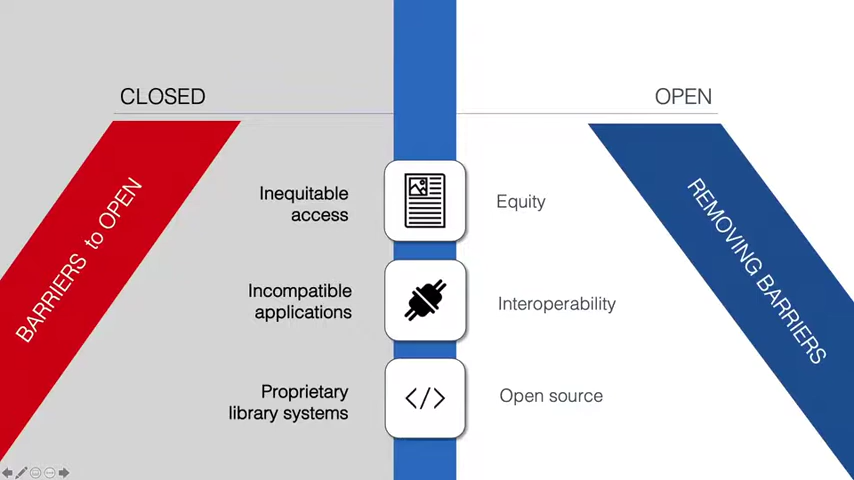 CLOSED
OPEN
BARRIERS to OPEN
REMOVING BARRIERS
Inequitable
access
Equity
Incompatible
applications
Interoperability
Proprietary
library systems
Open source